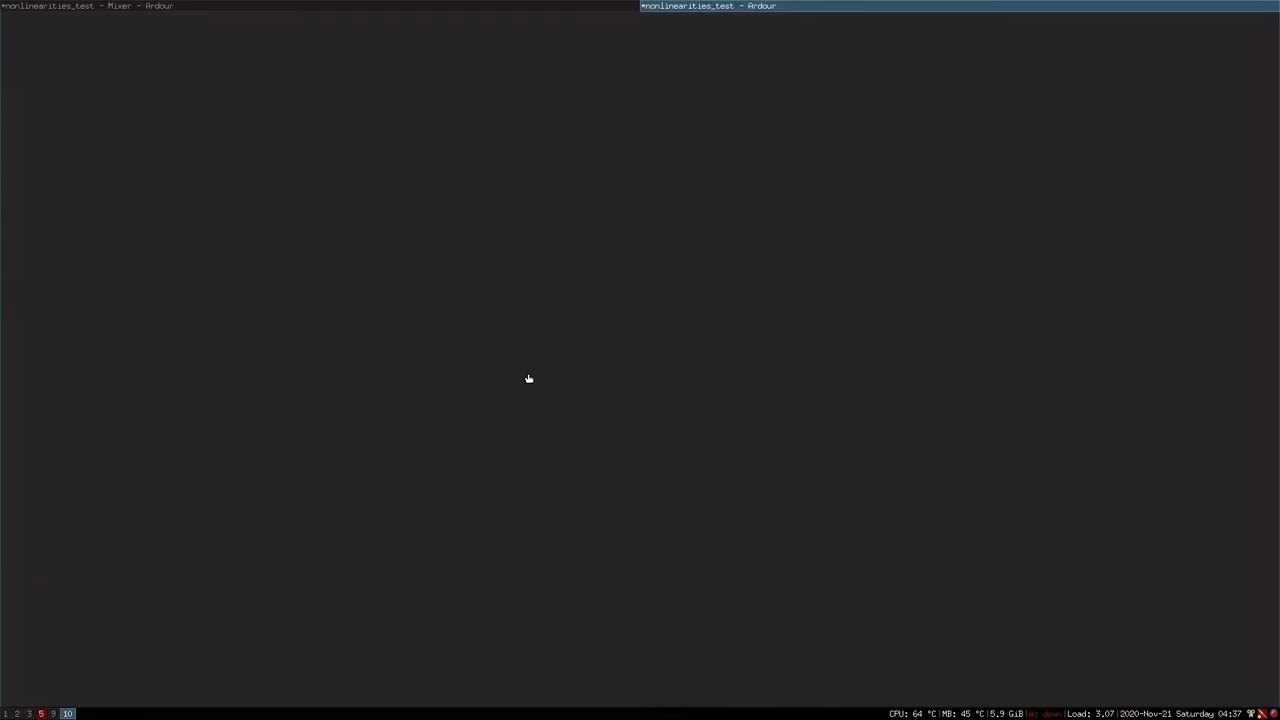 *nonlinearities_test - Mixer - Ardour
*nonlinearities_test - Ardour
1 2 3 5 9 10
CPU: 64 °C|MB: 45 °C|5.9 GiB|W: down|Load: 3.07|2020-Nov-21 Saturday 04:37